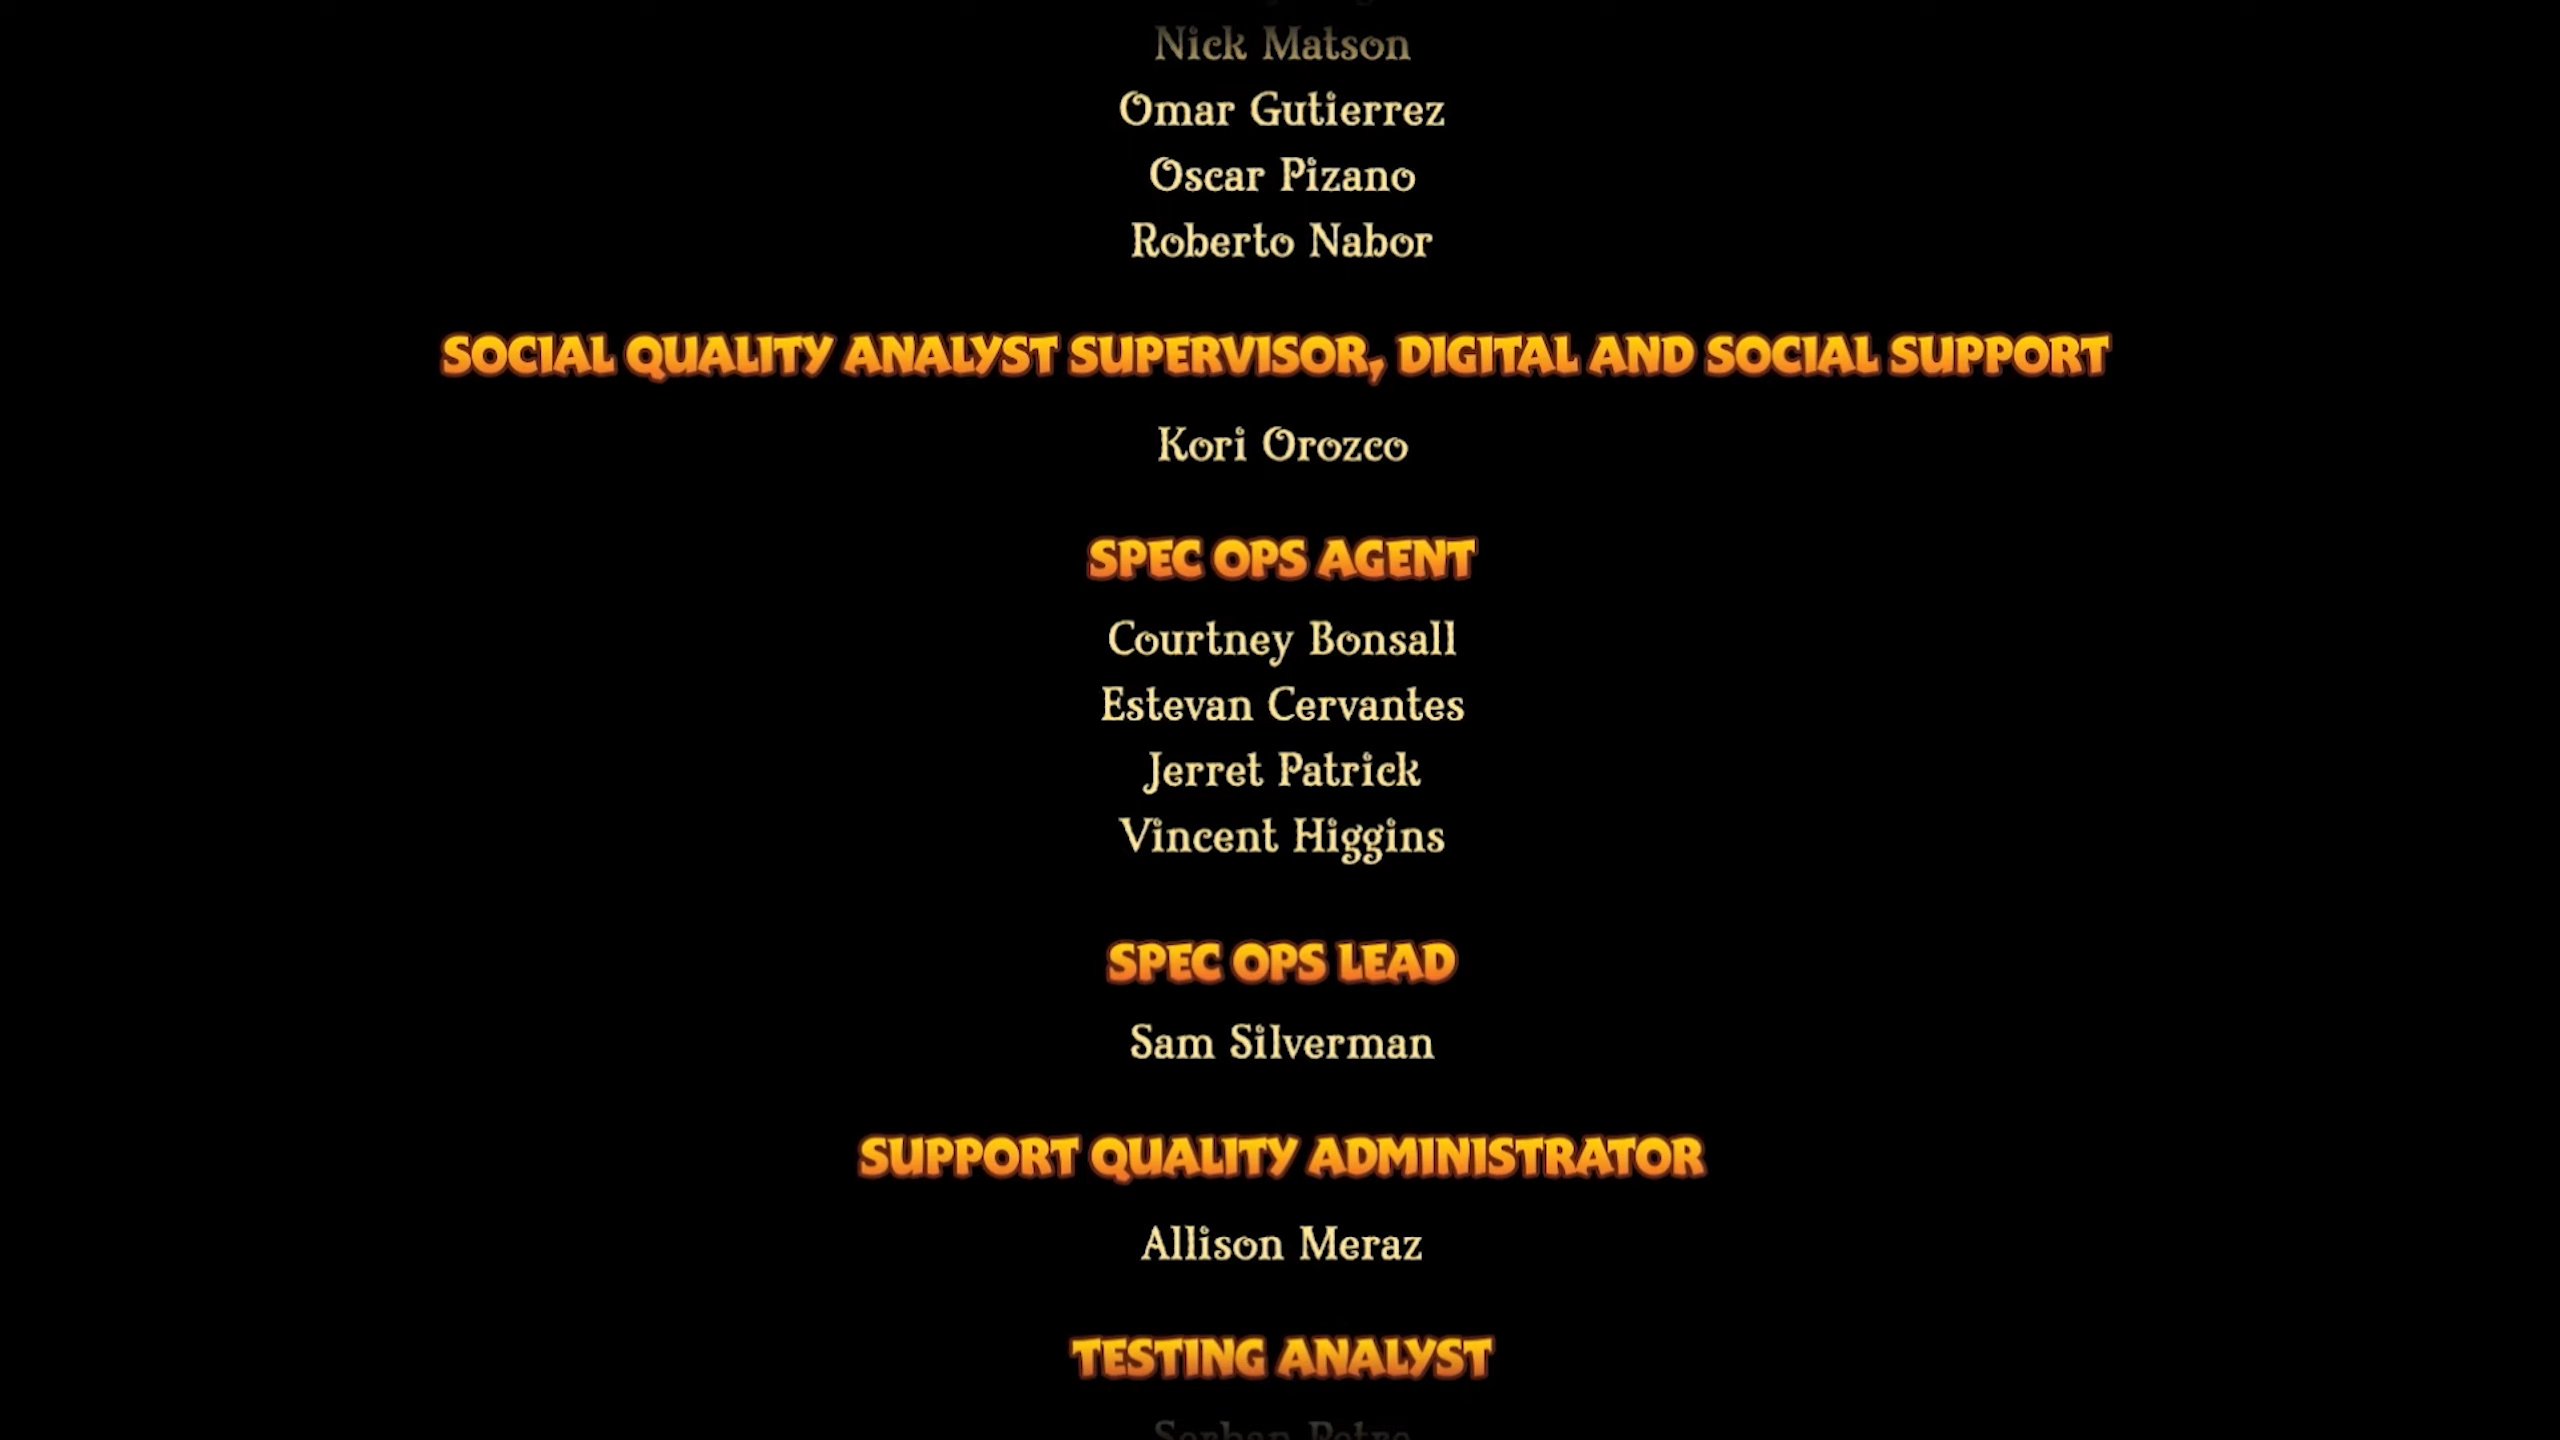 Nick Matson
Omar Gutierrez
Oscar Pizano
Roberto Nabor
SOCIAL QUALITY ANALYST SUPERVISOR, DIGITAL AND SOCIAL SUPPORT
Kori Orozco
SPEC OPS AGENT
Courtney Bonsall
Estevan Cervantes
Jerret Patrick
Vincent Higgins
SPEC OPS LEAD
Sam Silverman
SUPPORT QUALITY ADMINISTRATOR
Allison Meraz
TESTING ANALYST